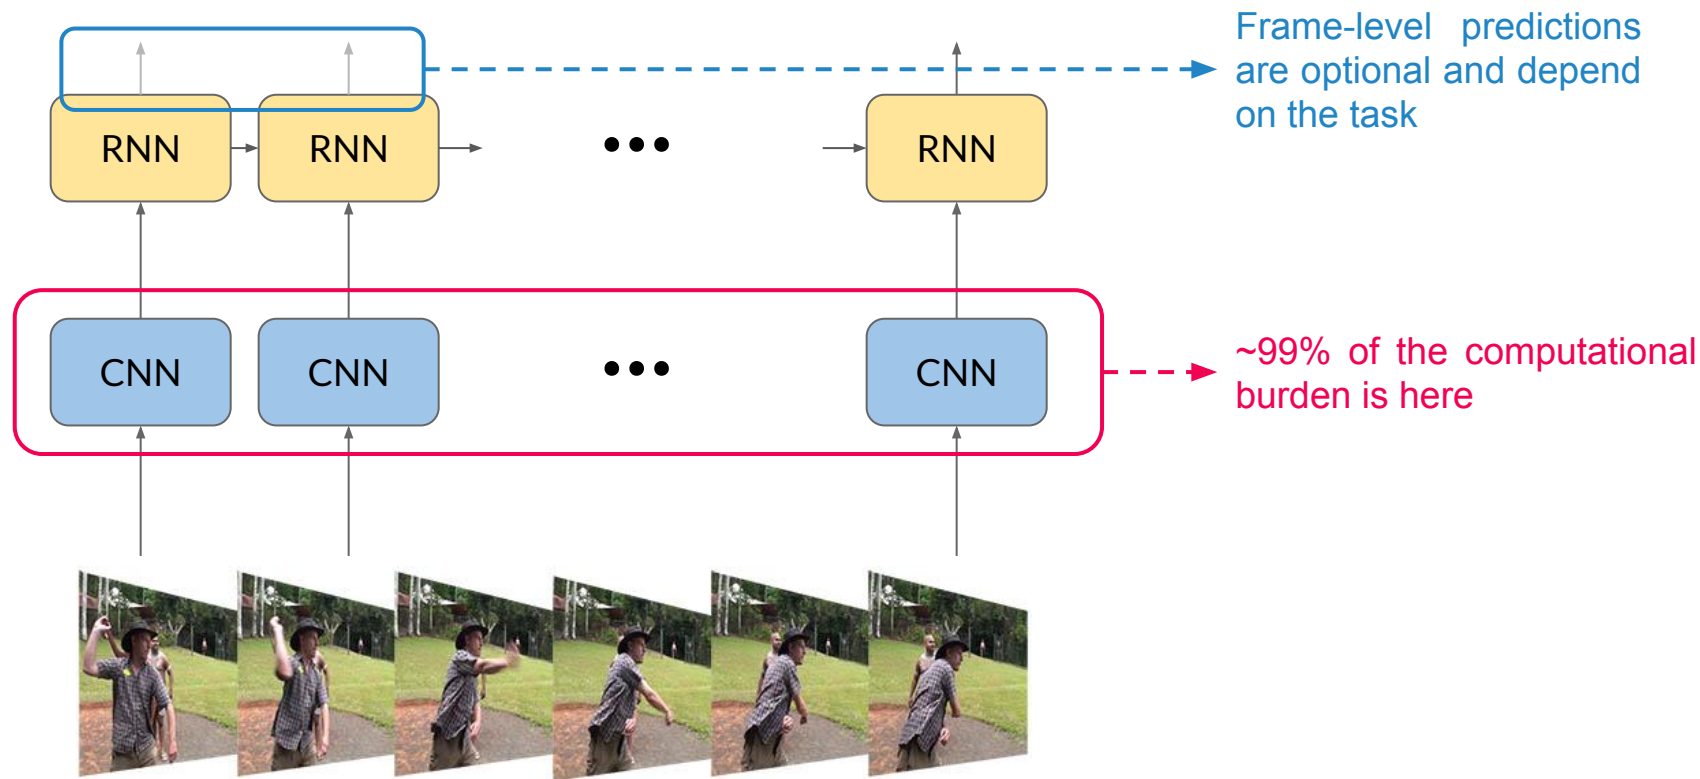 Frame-level predictions
are optional and depend
on the task
RNN RNN ••• RNN
CNN CNN ••• CNN
~99% of the computational
burden is here